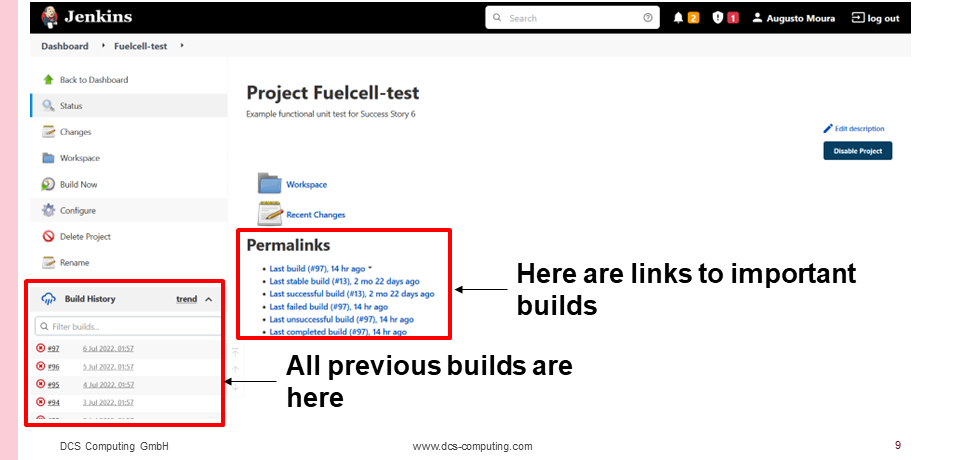 Jenkins
Search
2
1
Augusto Moura
log out
Dashboard
Fuelcell-test
Back to Dashboard
Status
Changes
Workspace
Build Now
Configure
Delete Project
Rename
Build History
trend
Filter builds...
#97 6 Jul 2022, 01:57
#96 5 Jul 2022, 01:57
#95 4 Jul 2022, 01:57
#94 3 Jul 2022, 01:57
Project Fuelcell-test
Example functional unit test for Success Story 6
Edit description
Disable Project
Workspace
Recent Changes
Permalinks
Last build (#97), 14 hr ago
Last stable build (#13), 2 mo 22 days ago
Last successful build (#13), 2 mo 22 days ago
Last failed build (#97), 14 hr ago
Last unsuccessful build (#97), 14 hr ago
Last completed build (#97), 14 hr ago
Here are links to important
builds
All previous builds are
here
DCS Computing GmbH
www.dcs-computing.com
9